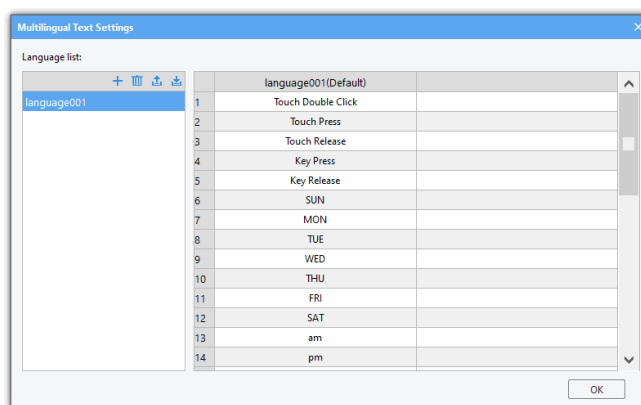 Multilingual Text Settings
Language list:
language001
language001(Default)
1 Touch Double Click
2 Touch Press
3 Touch Release
4 Key Press
5 Key Release
6 SUN
7 MON
8 TUE
9 WED
10 THU
11 FRI
12 SAT
13 am
14 pm
OK